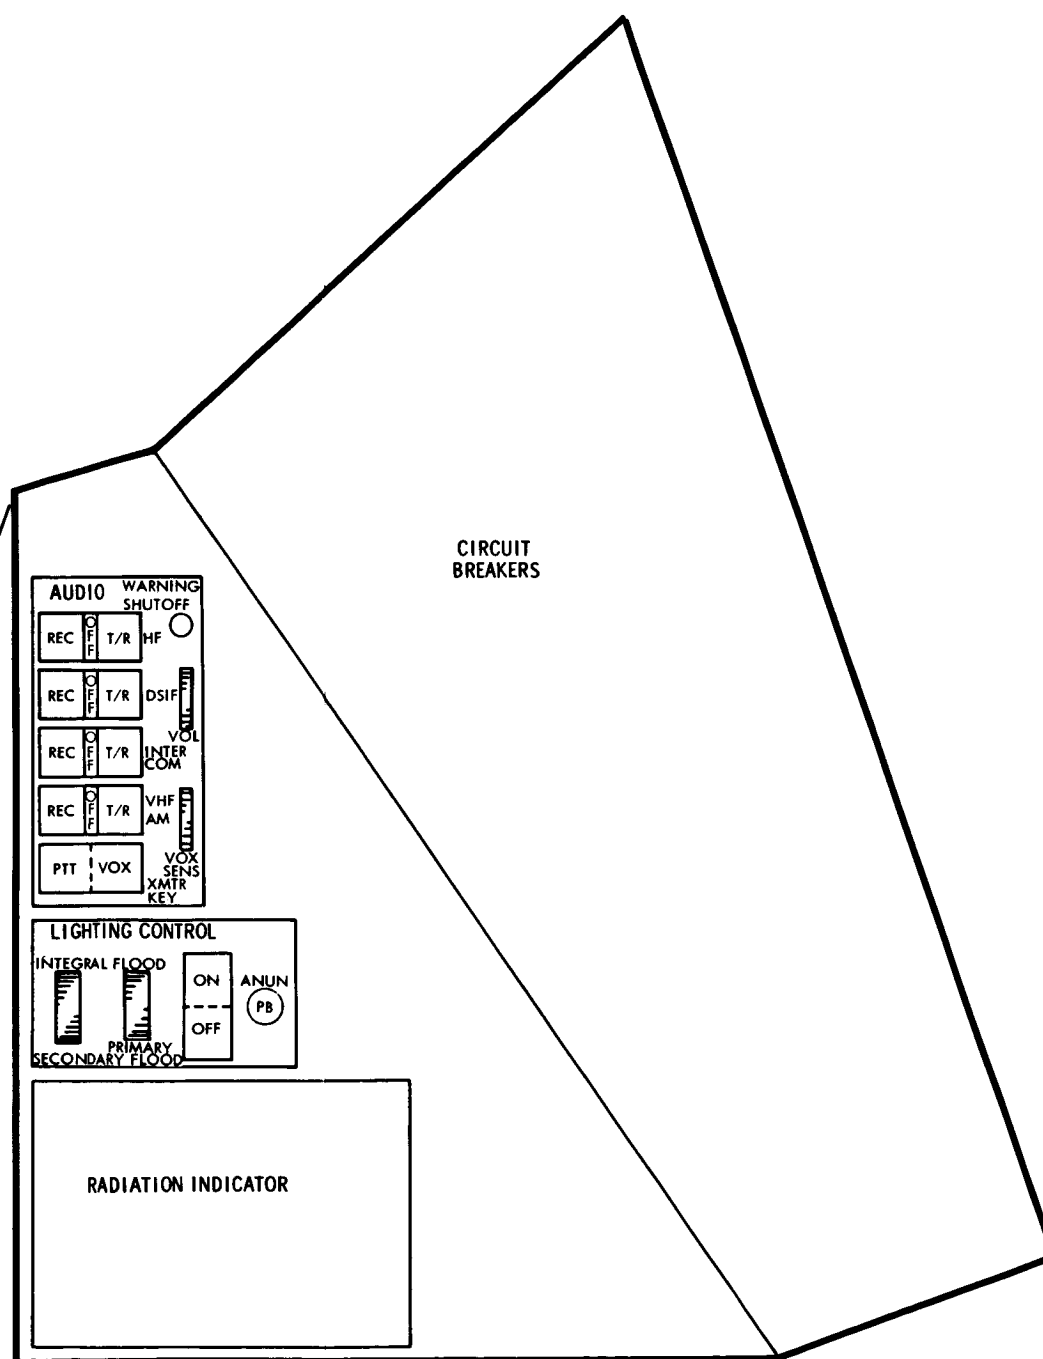 CIRCUIT
BREAKERS
AUDIO WARNING
SHUTOFF
REC OFF T/R HF
REC OFF T/R DSIF
VOL
REC OFF T/R INTER
COM
REC OFF T/R VHF
AM
PTT VOX VOX
SENS
XMTR
KEY
LIGHTING CONTROL
INTEGRAL FLOOD
ON ANUN
PB
OFF
PRIMARY
SECONDARY FLOOD
RADIATION INDICATOR